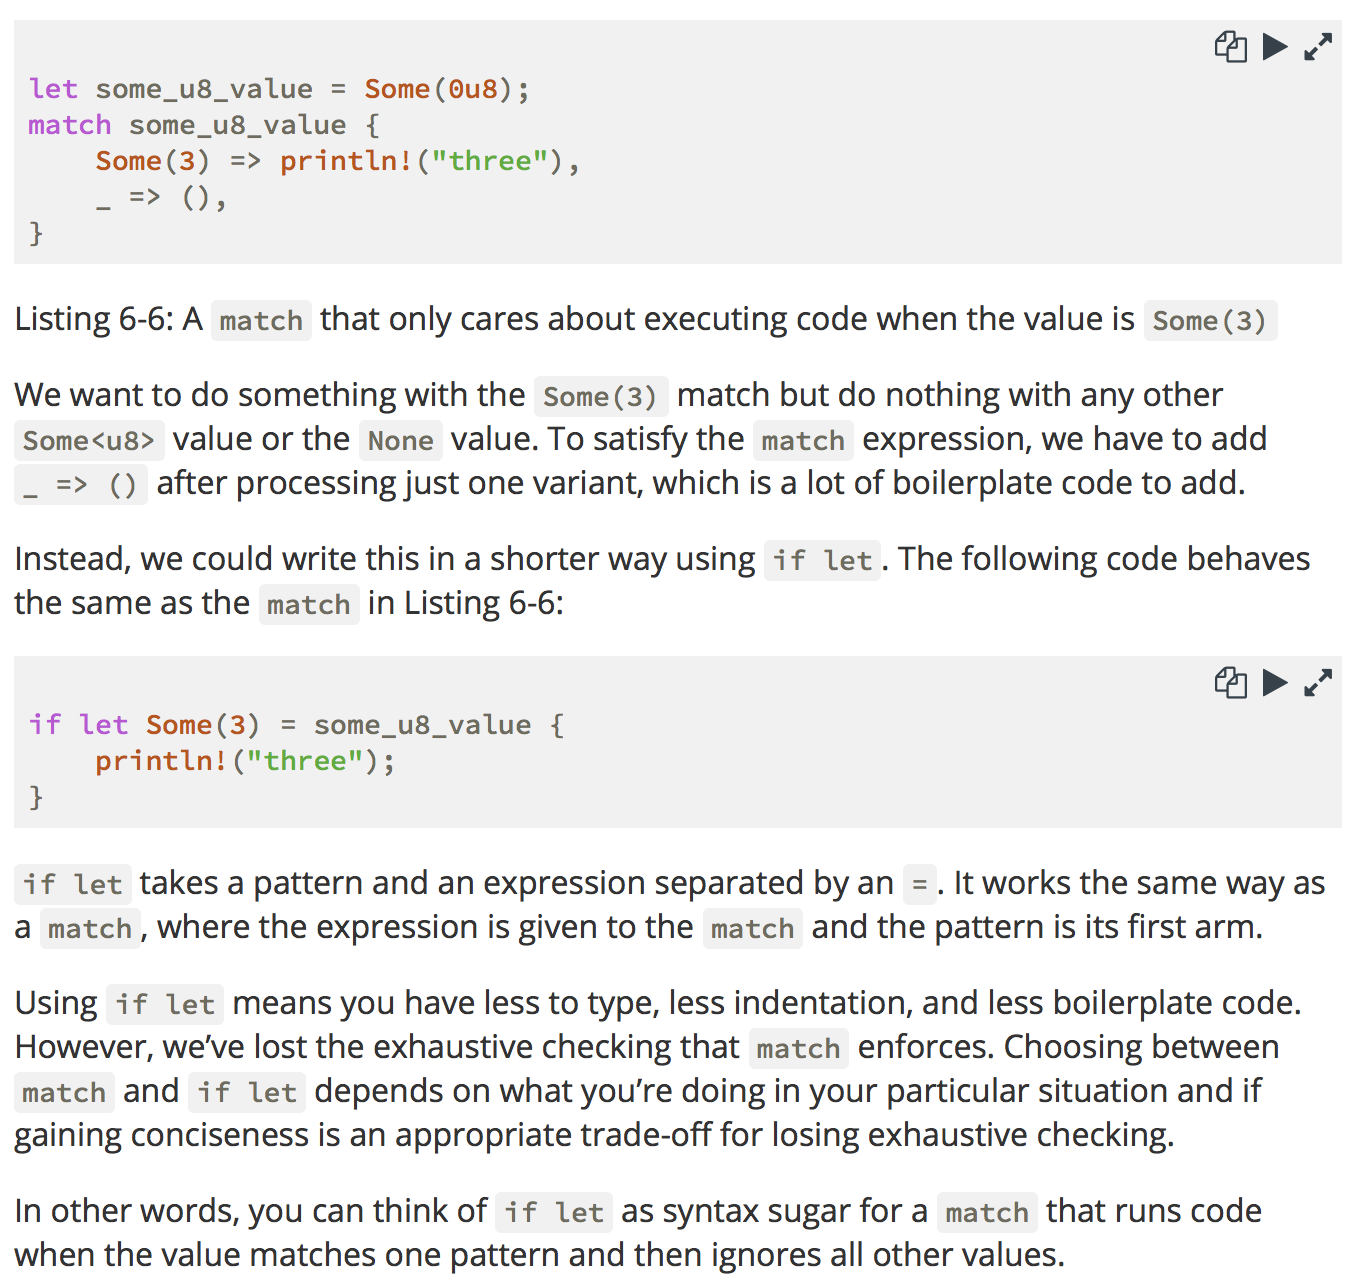 let some_u8_value = Some(0u8);
match some_u8_value {
    Some(3) => println!("three"),
    _ => (),
}
Listing 6-6: A match that only cares about executing code when the value is Some(3)
We want to do something with the Some(3) match but do nothing with any other
Some<u8> value or the None value. To satisfy the match expression, we have to add
_ => () after processing just one variant, which is a lot of boilerplate code to add.
Instead, we could write this in a shorter way using if let. The following code behaves
the same as the match in Listing 6-6:
if let Some(3) = some_u8_value {
    println!("three");
}
if let takes a pattern and an expression separated by an =. It works the same way as
a match, where the expression is given to the match and the pattern is its first arm.
Using if let means you have less to type, less indentation, and less boilerplate code.
However, we’ve lost the exhaustive checking that match enforces. Choosing between
match and if let depends on what you’re doing in your particular situation and if
gaining conciseness is an appropriate trade-off for losing exhaustive checking.
In other words, you can think of if let as syntax sugar for a match that runs code
when the value matches one pattern and then ignores all other values.